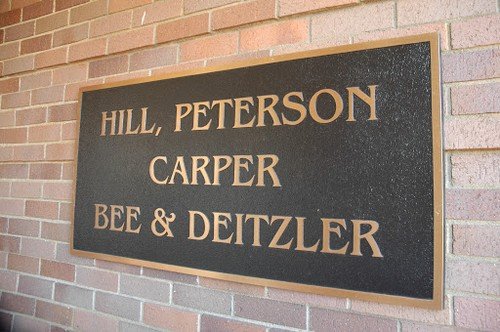 HILL, PETERSON
CARPER
BEE & DEITZLER